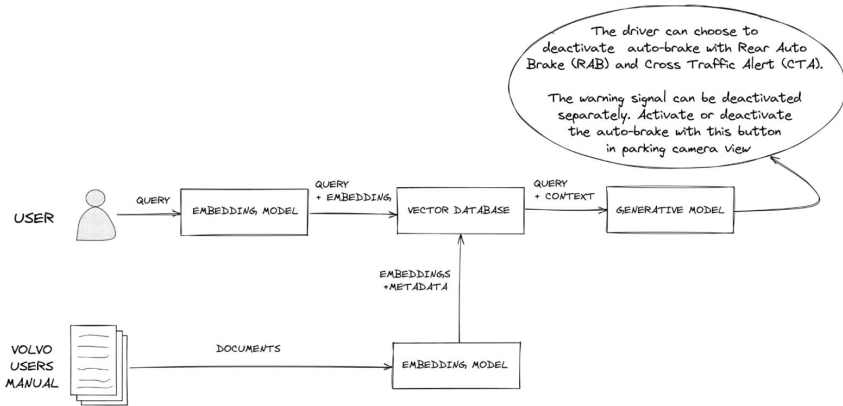 The driver can choose to
deactivate auto-brake with Rear Auto
Brake (RAB) and Cross Traffic Alert (CTA).
The warning signal can be deactivated
separately. Activate or deactivate
the auto-brake with this button
in parking camera view
USER
QUERY
EMBEDDING MODEL
QUERY
+ EMBEDDING
VECTOR DATABASE
QUERY
+ CONTEXT
GENERATIVE MODEL
EMBEDDINGS
+METADATA
VOLVO
USERS
MANUAL
DOCUMENTS
EMBEDDING MODEL